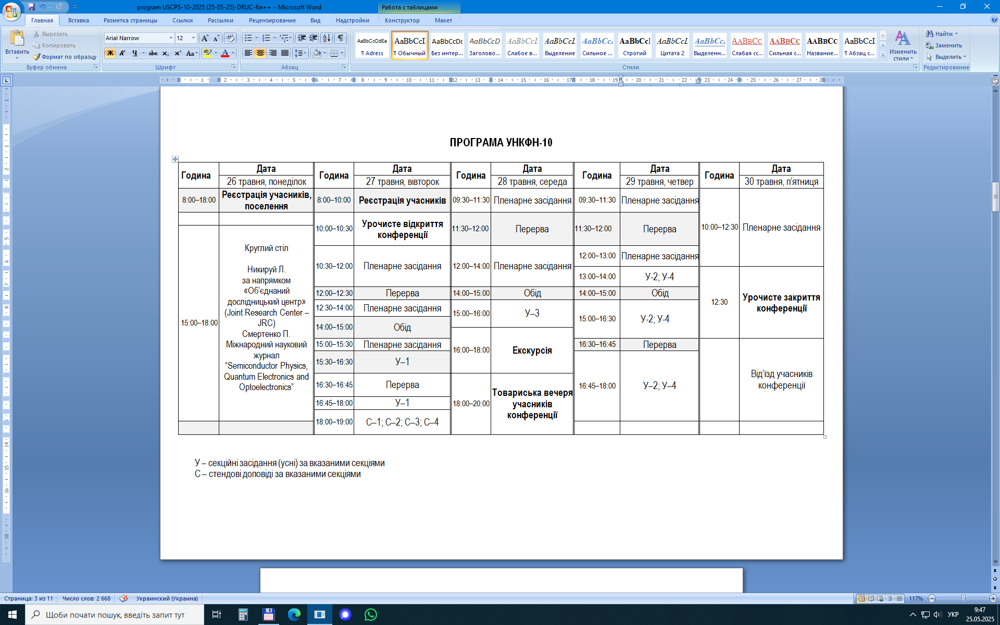 program USCPS-10-2025 (25-05-25)-DRUC-fin++ - Microsoft Word
Работа с таблицами
Главная
Вставка
Разметка страницы
Ссылки
Рассылки
Рецензирование
Вид
Надстройки
Конструктор
Макет
Вставить
Вырезать
Копировать
Формат по образцу
Буфер обмена
Arial Narrow
12
Шрифт
Абзац
AaBbCcDdEe
¶ Adress
AaBbCcI
¶ Обычный
AaBbCcDc
Без интер...
AaBbCcD
Заголово...
AaBbCcL
Слабое в...
AaBbCcL
Выделение
AaBbCcI
Сильное ...
AaBbCcI
Строгий
AaBbCcL
Цитата 2
AaBbCcI
Выделенн...
AaBbCc
Слабая сс...
AaBbCc
Сильная с...
AaBbCc
Название...
AaBbCcI
¶ Абзац с...
Стили
Изменить
стили
Найти
Заменить
Выделить
Редактирование
ПРОГРАМА УНКФН-10
Година
Дата
Година
Дата
Година
Дата
Година
Дата
Година
Дата
26 травня, понеділок
27 травня, вівторок
28 травня, середа
29 травня, четвер
30 травня, п’ятниця
8:00–18:00
Реєстрація учасників,
поселення
15:00–18:00
Круглий стіл
Никируй Л.
за напрямком
«Об’єднаний
дослідницький центр»
(Joint Research Center –
JRC)
Смертенко П.
Міжнародний науковий
журнал
“Semiconductor Physics,
Quantum Electronics and
Optoelectronics”
8:00–10:00
Реєстрація учасників
10:00–10:30
Урочисте відкриття
конференції
10:30–12:00
Пленарне засідання
12:00–12:30
Перерва
12:30–14:00
Пленарне засідання
14:00–15:00
Обід
15:00–15:30
Пленарне засідання
15:30–16:30
У–1
16:30–16:45
Перерва
16:45–18:00
У–1
18:00–19:00
С–1; С–2; С–3; С–4
09:30–11:30
Пленарне засідання
11:30–12:00
Перерва
12:00–14:00
Пленарне засідання
14:00–15:00
Обід
15:00–16:00
У–3
16:00–18:00
Екскурсія
18:00–20:00
Товариська вечеря
учасників
конференції
09:30–11:30
Пленарне засідання
11:30–12:00
Перерва
12:00–13:00
Пленарне засідання
13:00–14:00
У-2; У-4
14:00–15:00
Обід
15:00–16:30
У-2; У-4
16:30–16:45
Перерва
16:45–18:00
У–2; У–4
10:00–12:30
Пленарне засідання
12:30
Урочисте закриття
конференції
Від’їзд учасників
конференції
У – секційні засідання (усні) за вказаними секціями
С – стендові доповіді за вказаними секціями
Страница: 3 из 11
Число слов: 2 668
Украинский (Украина)
117%
Щоби почати пошук, введіть запит тут
УКР
9:47
25.05.2025